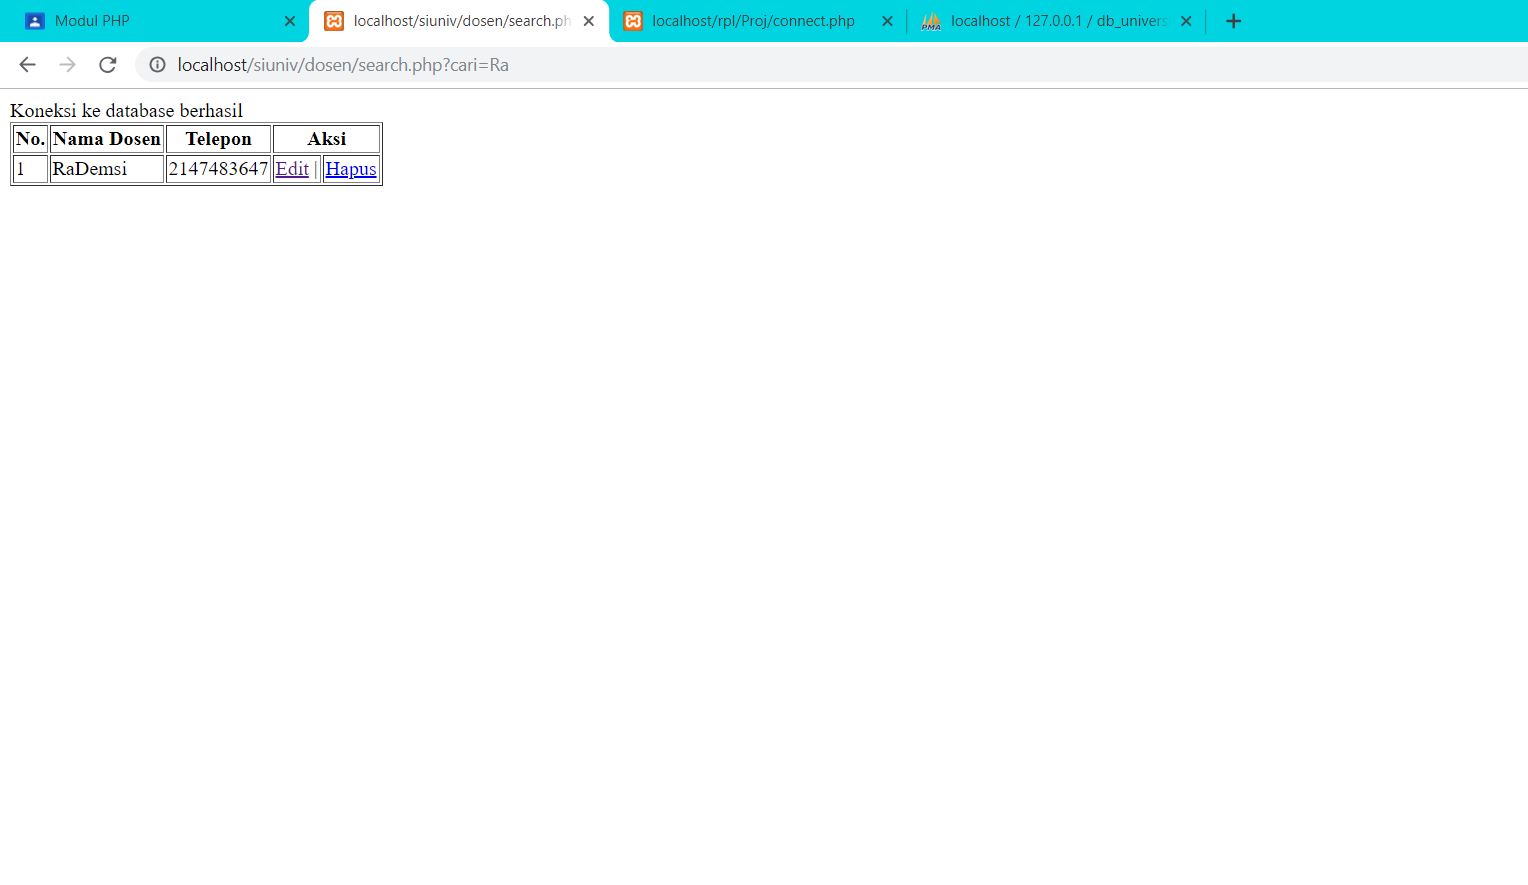 Modul PHP
localhost/siuniv/dosen/search.ph
localhost/rpl/Proj/connect.php
localhost / 127.0.0.1 / db_univers
localhost/siuniv/dosen/search.php?cari=Ra
Koneksi ke database berhasil
No. Nama Dosen Telepon Aksi
1 RaDemsi 2147483647 Edit | Hapus